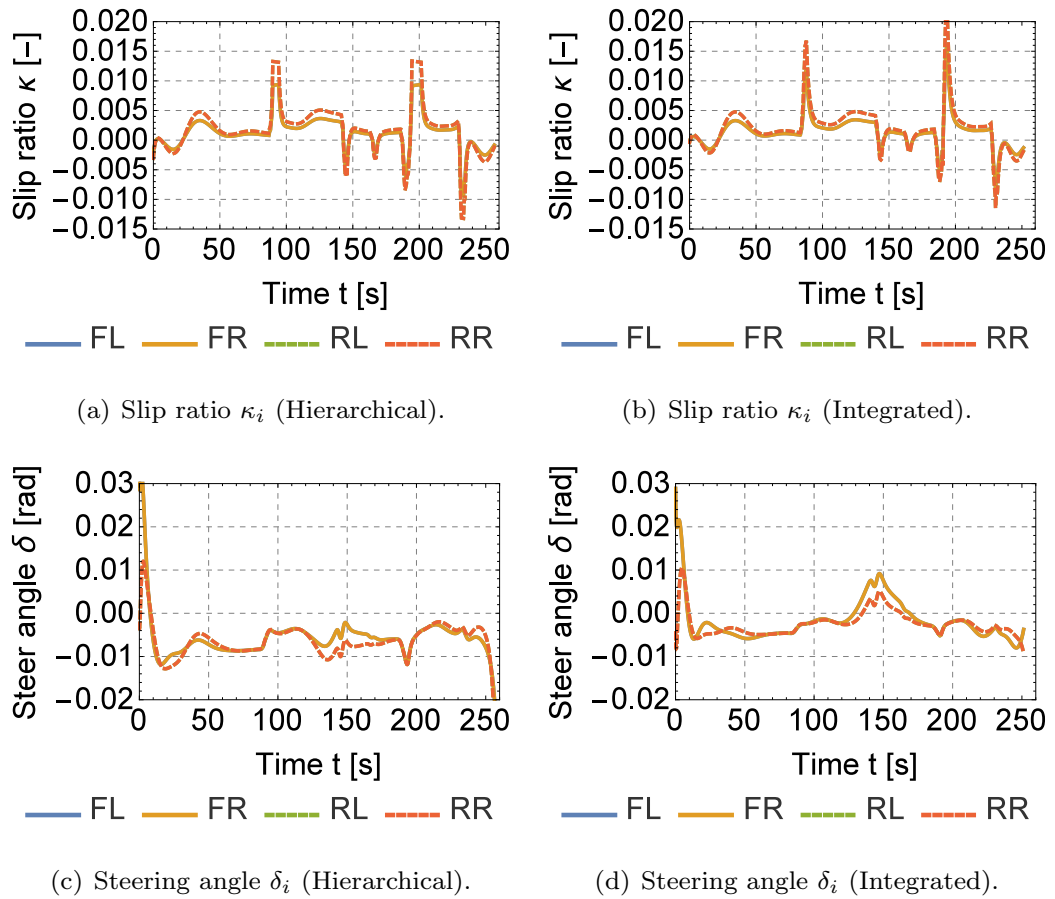 0.020
0.015
0.010
0.005
0.000
−0.005
−0.010
−0.015
Slip ratio κ [−]
0 50 100 150 200 250
Time t [s]
FL FR RL RR
(a) Slip ratio κi (Hierarchical).
0.020
0.015
0.010
0.005
0.000
−0.005
−0.010
−0.015
Slip ratio κ [−]
0 50 100 150 200 250
Time t [s]
FL FR RL RR
(b) Slip ratio κi (Integrated).
0.03
0.02
0.01
0.00
−0.01
−0.02
Steer angle δ [rad]
0 50 100 150 200 250
Time t [s]
FL FR RL RR
(c) Steering angle δi (Hierarchical).
0.03
0.02
0.01
0.00
−0.01
−0.02
Steer angle δ [rad]
0 50 100 150 200 250
Time t [s]
FL FR RL RR
(d) Steering angle δi (Integrated).